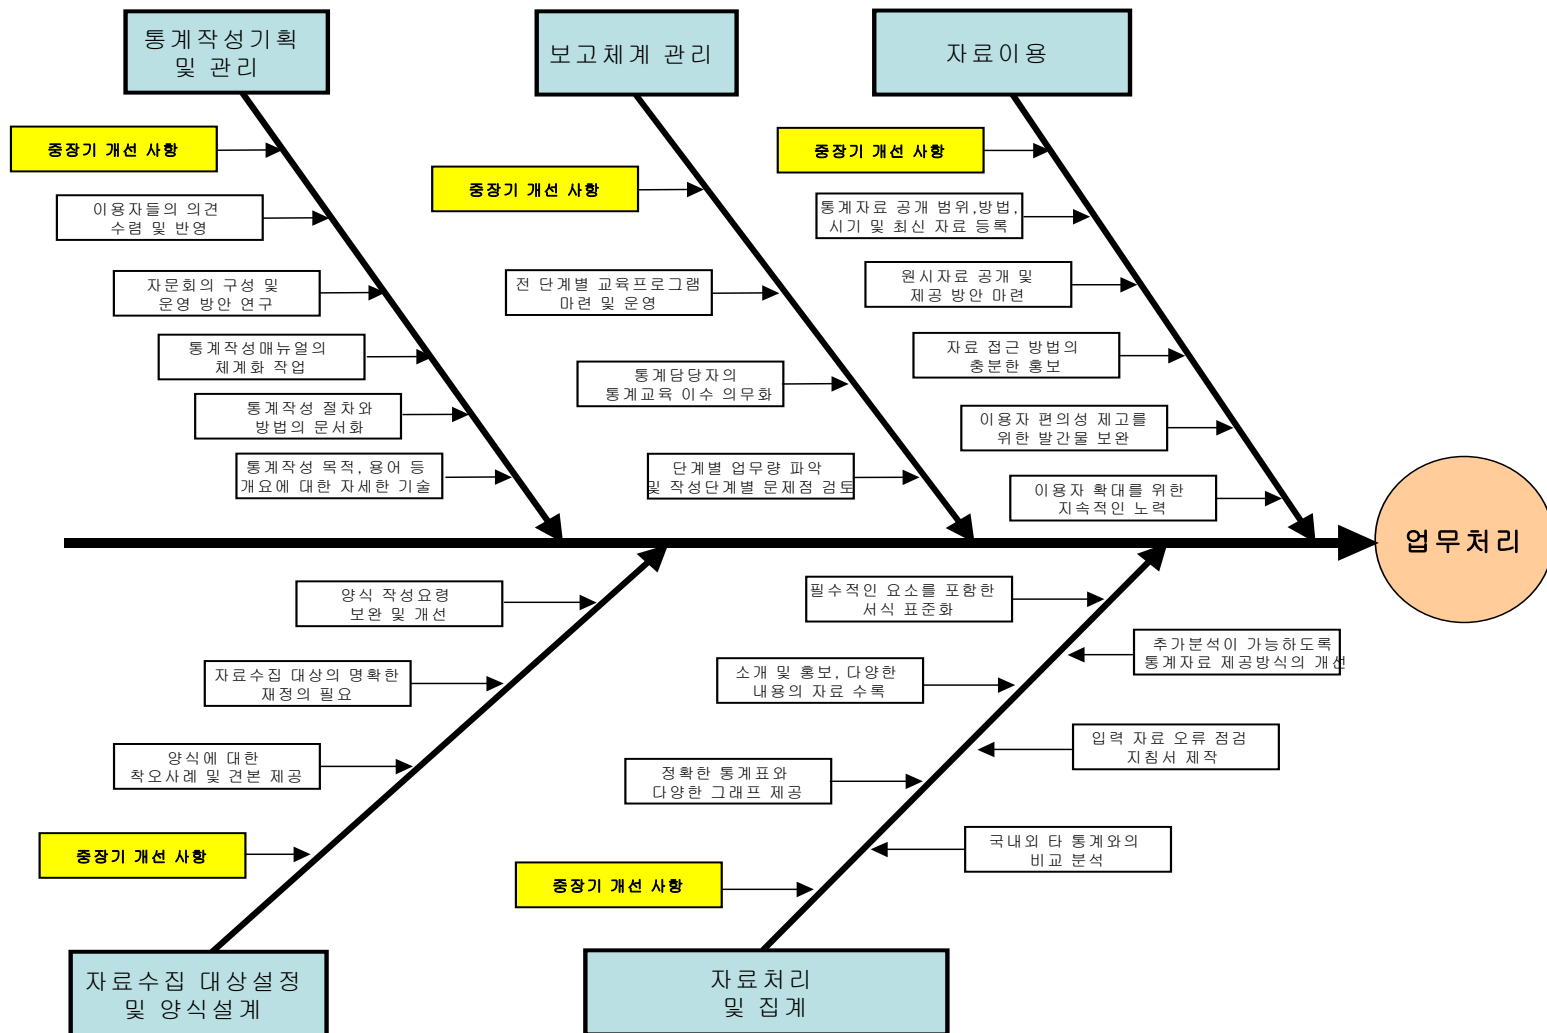 통계작성기획
및 관리
보고체계 관리
자료이용
중장기 개선 사항
이용자들의 의견
수렴 및 반영
자문회의 구성 및
운영 방안 연구
통계작성매뉴얼의
체계화 작업
통계작성 절차와
방법의 문서화
통계작성 목적, 용어 등
개요에 대한 자세한 기술
중장기 개선 사항
전 단계별 교육프로그램
마련 및 운영
통계담당자의
통계교육 이수 의무화
단계별 업무량 파악
및 작성단계별 문제점 검토
중장기 개선 사항
통계자료 공개 범위,방법,
시기 및 최신 자료 등록
원시자료 공개 및
제공 방안 마련
자료 접근 방법의
충분한 홍보
이용자 편의성 제고를
위한 발간물 보완
이용자 확대를 위한
지속적인 노력
업무처리
양식 작성요령
보완 및 개선
자료수집 대상의 명확한
재정의 필요
양식에 대한
착오사례 및 견본 제공
중장기 개선 사항
자료수집 대상설정
및 양식설계
필수적인 요소를 포함한
서식 표준화
추가분석이 가능하도록
통계자료 제공방식의 개선
소개 및 홍보, 다양한
내용의 자료 수록
입력 자료 오류 점검
지침서 제작
정확한 통계표와
다양한 그래프 제공
국내외 타 통계와의
비교 분석
중장기 개선 사항
자료처리
및 집계